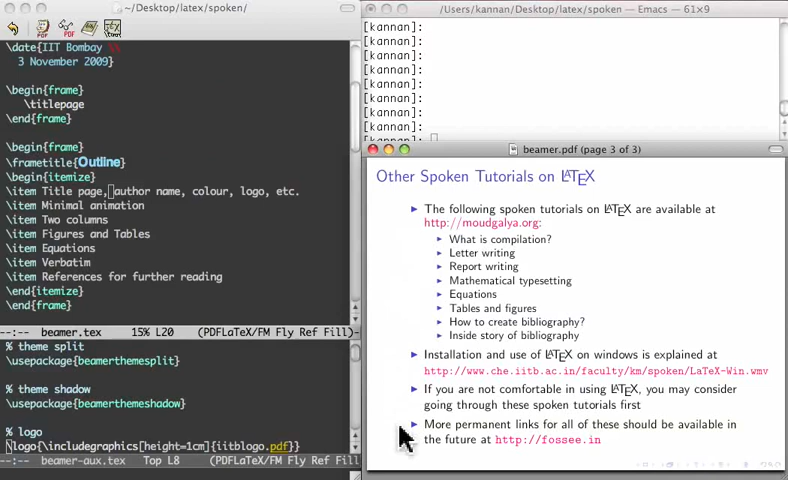 ~/Desktop/latex/spoken/
\date{IIT Bombay \\
3 November 2009}
\begin{frame}
\titlepage
\end{frame}
\begin{frame}
\frametitle{Outline}
\begin{itemize}
\item Title page, author name, colour, logo, etc.
\item Minimal animation
\item Two columns
\item Figures and Tables
\item Equations
\item Verbatim
\item References for further reading
\end{itemize}
\end{frame}
--:-- beamer.tex 15% L20 (PDFLaTeX/FM Fly Ref Fill)-
% theme split
\usepackage{beamerthemesplit}
% theme shadow
\usepackage{beamerthemeshadow}
% logo
\logo{\includegraphics[height=1cm]{iitblogo.pdf}}
--:-- beamer-aux.tex Top L8 (PDFLaTeX/FM Fly Ref Fill
/Users/kannan/Desktop/latex/spoken — Emacs — 61×9
[kannan]:
[kannan]:
[kannan]:
[kannan]:
[kannan]:
[kannan]:
[kannan]:
[kannan]:
beamer.pdf (page 3 of 3)
Other Spoken Tutorials on LATEX
The following spoken tutorials on LATEX are available at
http://moudgalya.org:
What is compilation?
Letter writing
Report writing
Mathematical typesetting
Equations
Tables and figures
How to create bibliography?
Inside story of bibliography
Installation and use of LATEX on windows is explained at
http://www.che.iitb.ac.in/faculty/km/spoken/LaTeX-Win.wmv
If you are not comfortable in using LATEX, you may consider
going through these spoken tutorials first
More permanent links for all of these should be available in
the future at http://fossee.in